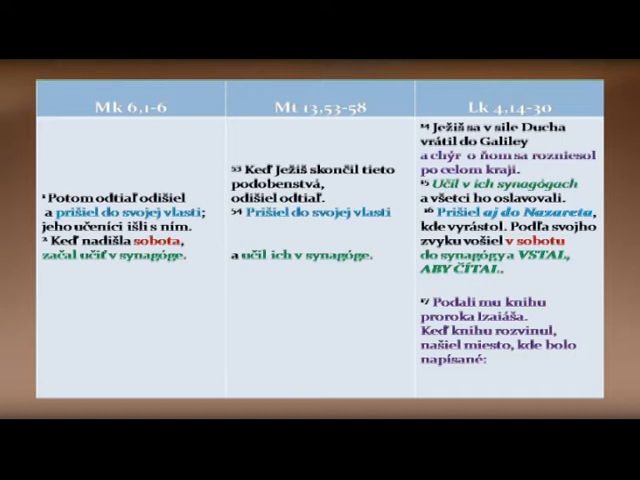 Mk 6,1-6
¹ Potom odtiaľ odišiel
a prišiel do svojej vlasti;
jeho učeníci išli s ním.
² Keď nadišla sobota,
začal učiť v synagóge.
Mt 13,53-58
⁵³ Keď Ježiš skončil tieto
podobenstvá,
odišiel odtiaľ.
⁵⁴ Prišiel do svojej vlasti
a učil ich v synagóge.
Lk 4,14-30
¹⁴ Ježiš sa v sile Ducha
vrátil do Galiley
a chýr o ňom sa rozniesol
po celom kraji.
¹⁵ Učil v ich synagógach
a všetci ho oslavovali.
¹⁶ Prišiel aj do Nazareta,
kde vyrástol. Podľa svojho
zvyku vošiel v sobotu
do synagógy a VSTAL,
ABY ČÍTAL.
¹⁷ Podali mu knihu
proroka Izaiáša.
Keď knihu rozvinul,
našiel miesto, kde bolo
napísané: